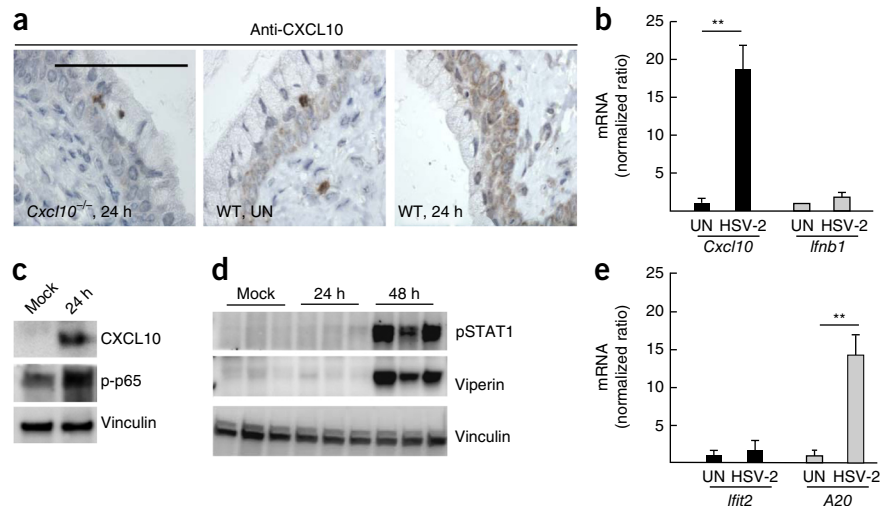 a
Anti-CXCL10
Cxcl10–/–, 24 h
WT, UN
WT, 24 h
b
mRNA
(normalized ratio)
25
20
15
10
5
**
UN HSV-2 UN HSV-2
Cxcl10 Ifnb1
c
Mock 24 h
CXCL10
p-p65
Vinculin
d
Mock 24 h 48 h
pSTAT1
Viperin
Vinculin
e
mRNA
(normalized ratio)
25
20
15
10
5
**
UN HSV-2 UN HSV-2
Ifit2 A20